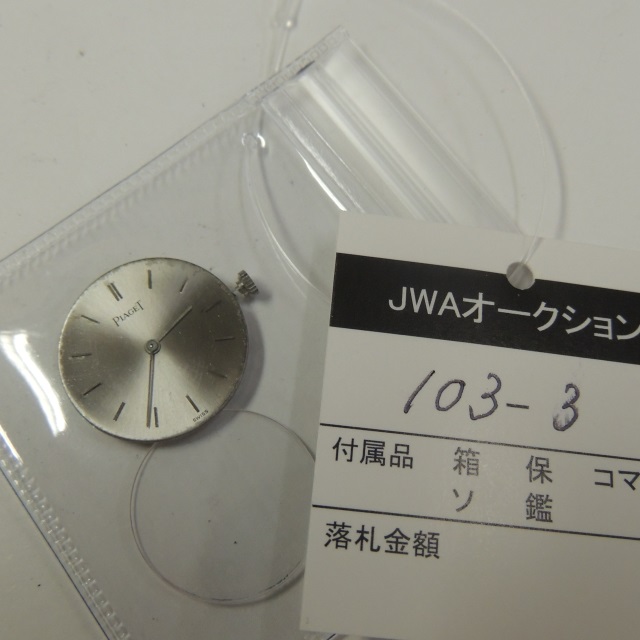 PIAGET
JWAオークション
103-3
付属品 箱 保 コマ
ソ 鑑
落札金額